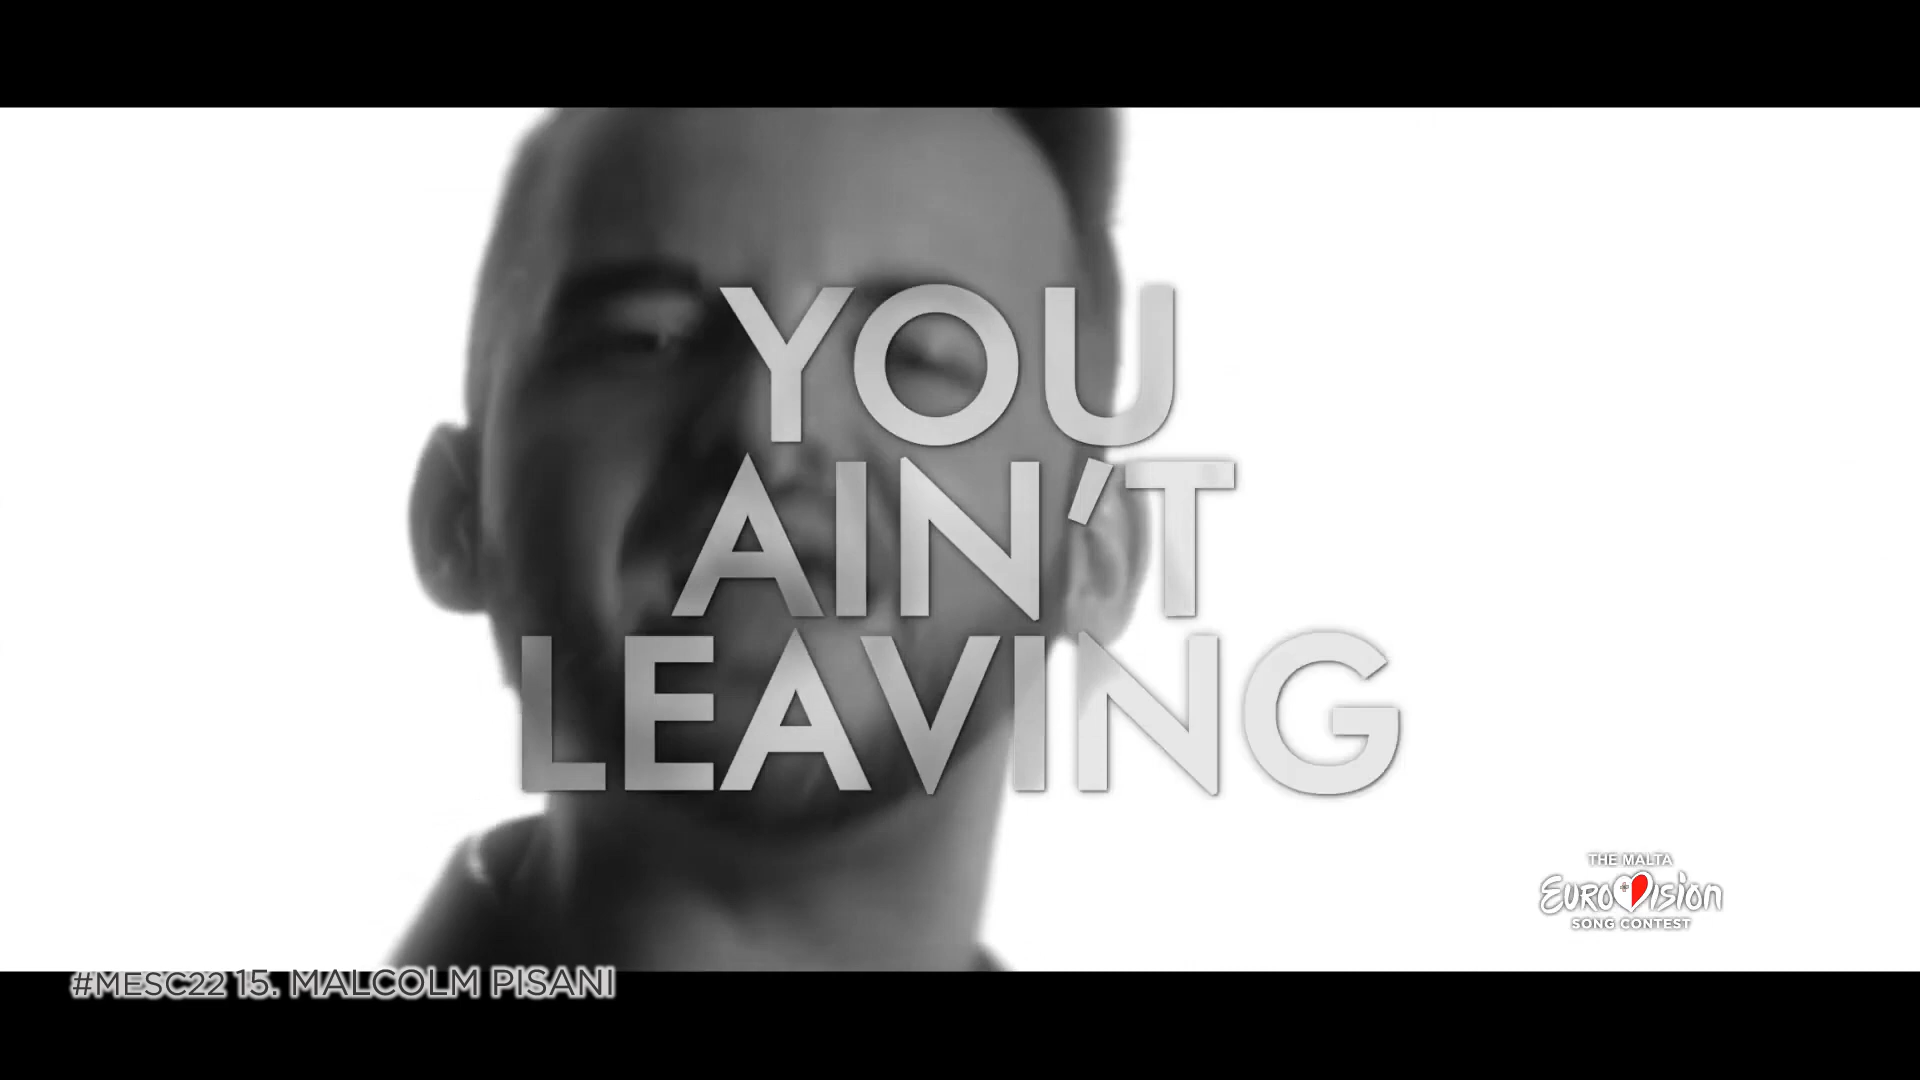 YOU
AIN'T
LEAVING
THE MALTA
EUROVISION
SONG CONTEST
#MESC22 15. MALCOLM PISANI